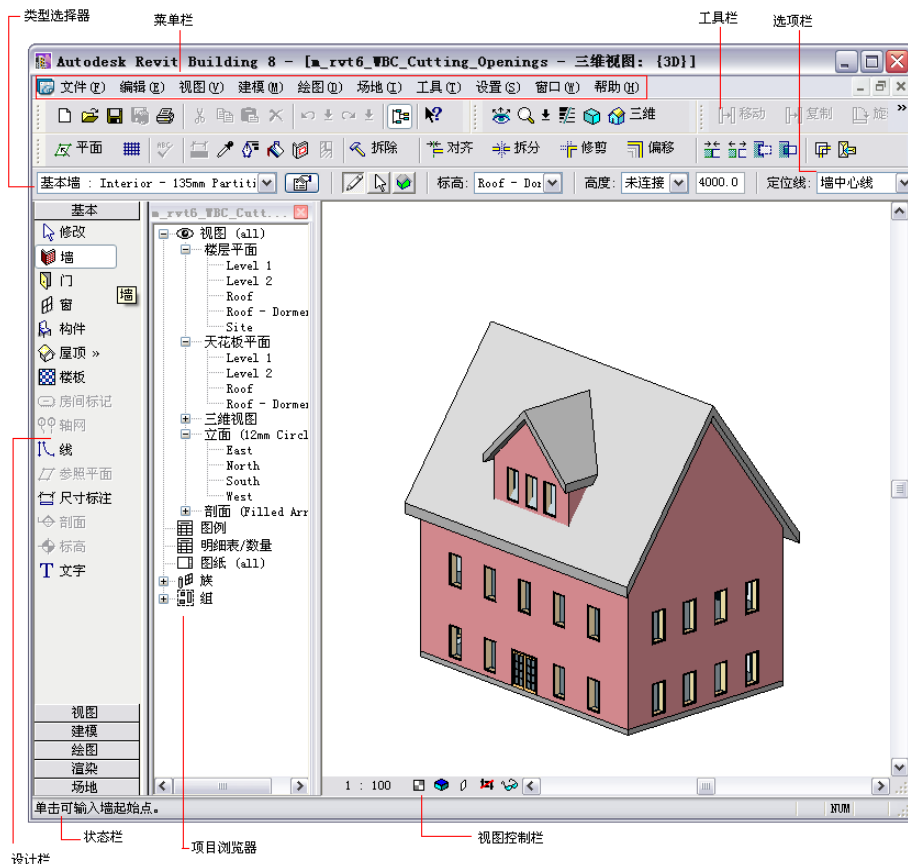 类型选择器
菜单栏
工具栏
选项栏
Autodesk Revit Building 8 - [m_rvt6_WBC_Cutting_Openings - 三维视图: {3D}]
文件(F) 编辑(E) 视图(V) 建模(M) 绘图(D) 场地(I) 工具(T) 设置(S) 窗口(W) 帮助(H)
三维 移动 复制 旋
平面 拆除 对齐 拆分 修剪 偏移
基本墙 : Interior - 135mm Partiti 标高: Roof - Dor 高度: 未连接 4000.0 定位线: 墙中心线
基本
修改
墙
门
墙
窗
构件
屋顶 »
楼板
房间标记
轴网
线
参照平面
尺寸标注
剖面
标高
文字
视图
建模
绘图
渲染
场地
m_rvt6_WBC_Cutt...
视图 (all)
楼层平面
Level 1
Level 2
Roof
Roof - Dormer
Site
天花板平面
Level 1
Level 2
Roof
Roof - Dormer
三维视图
立面 (12mm Circl
East
North
South
West
剖面 (Filled Arr
图例
明细表/数量
图纸 (all)
族
组
1 : 100
单击可输入墙起始点。
NUM
状态栏
项目浏览器
视图控制栏
设计栏